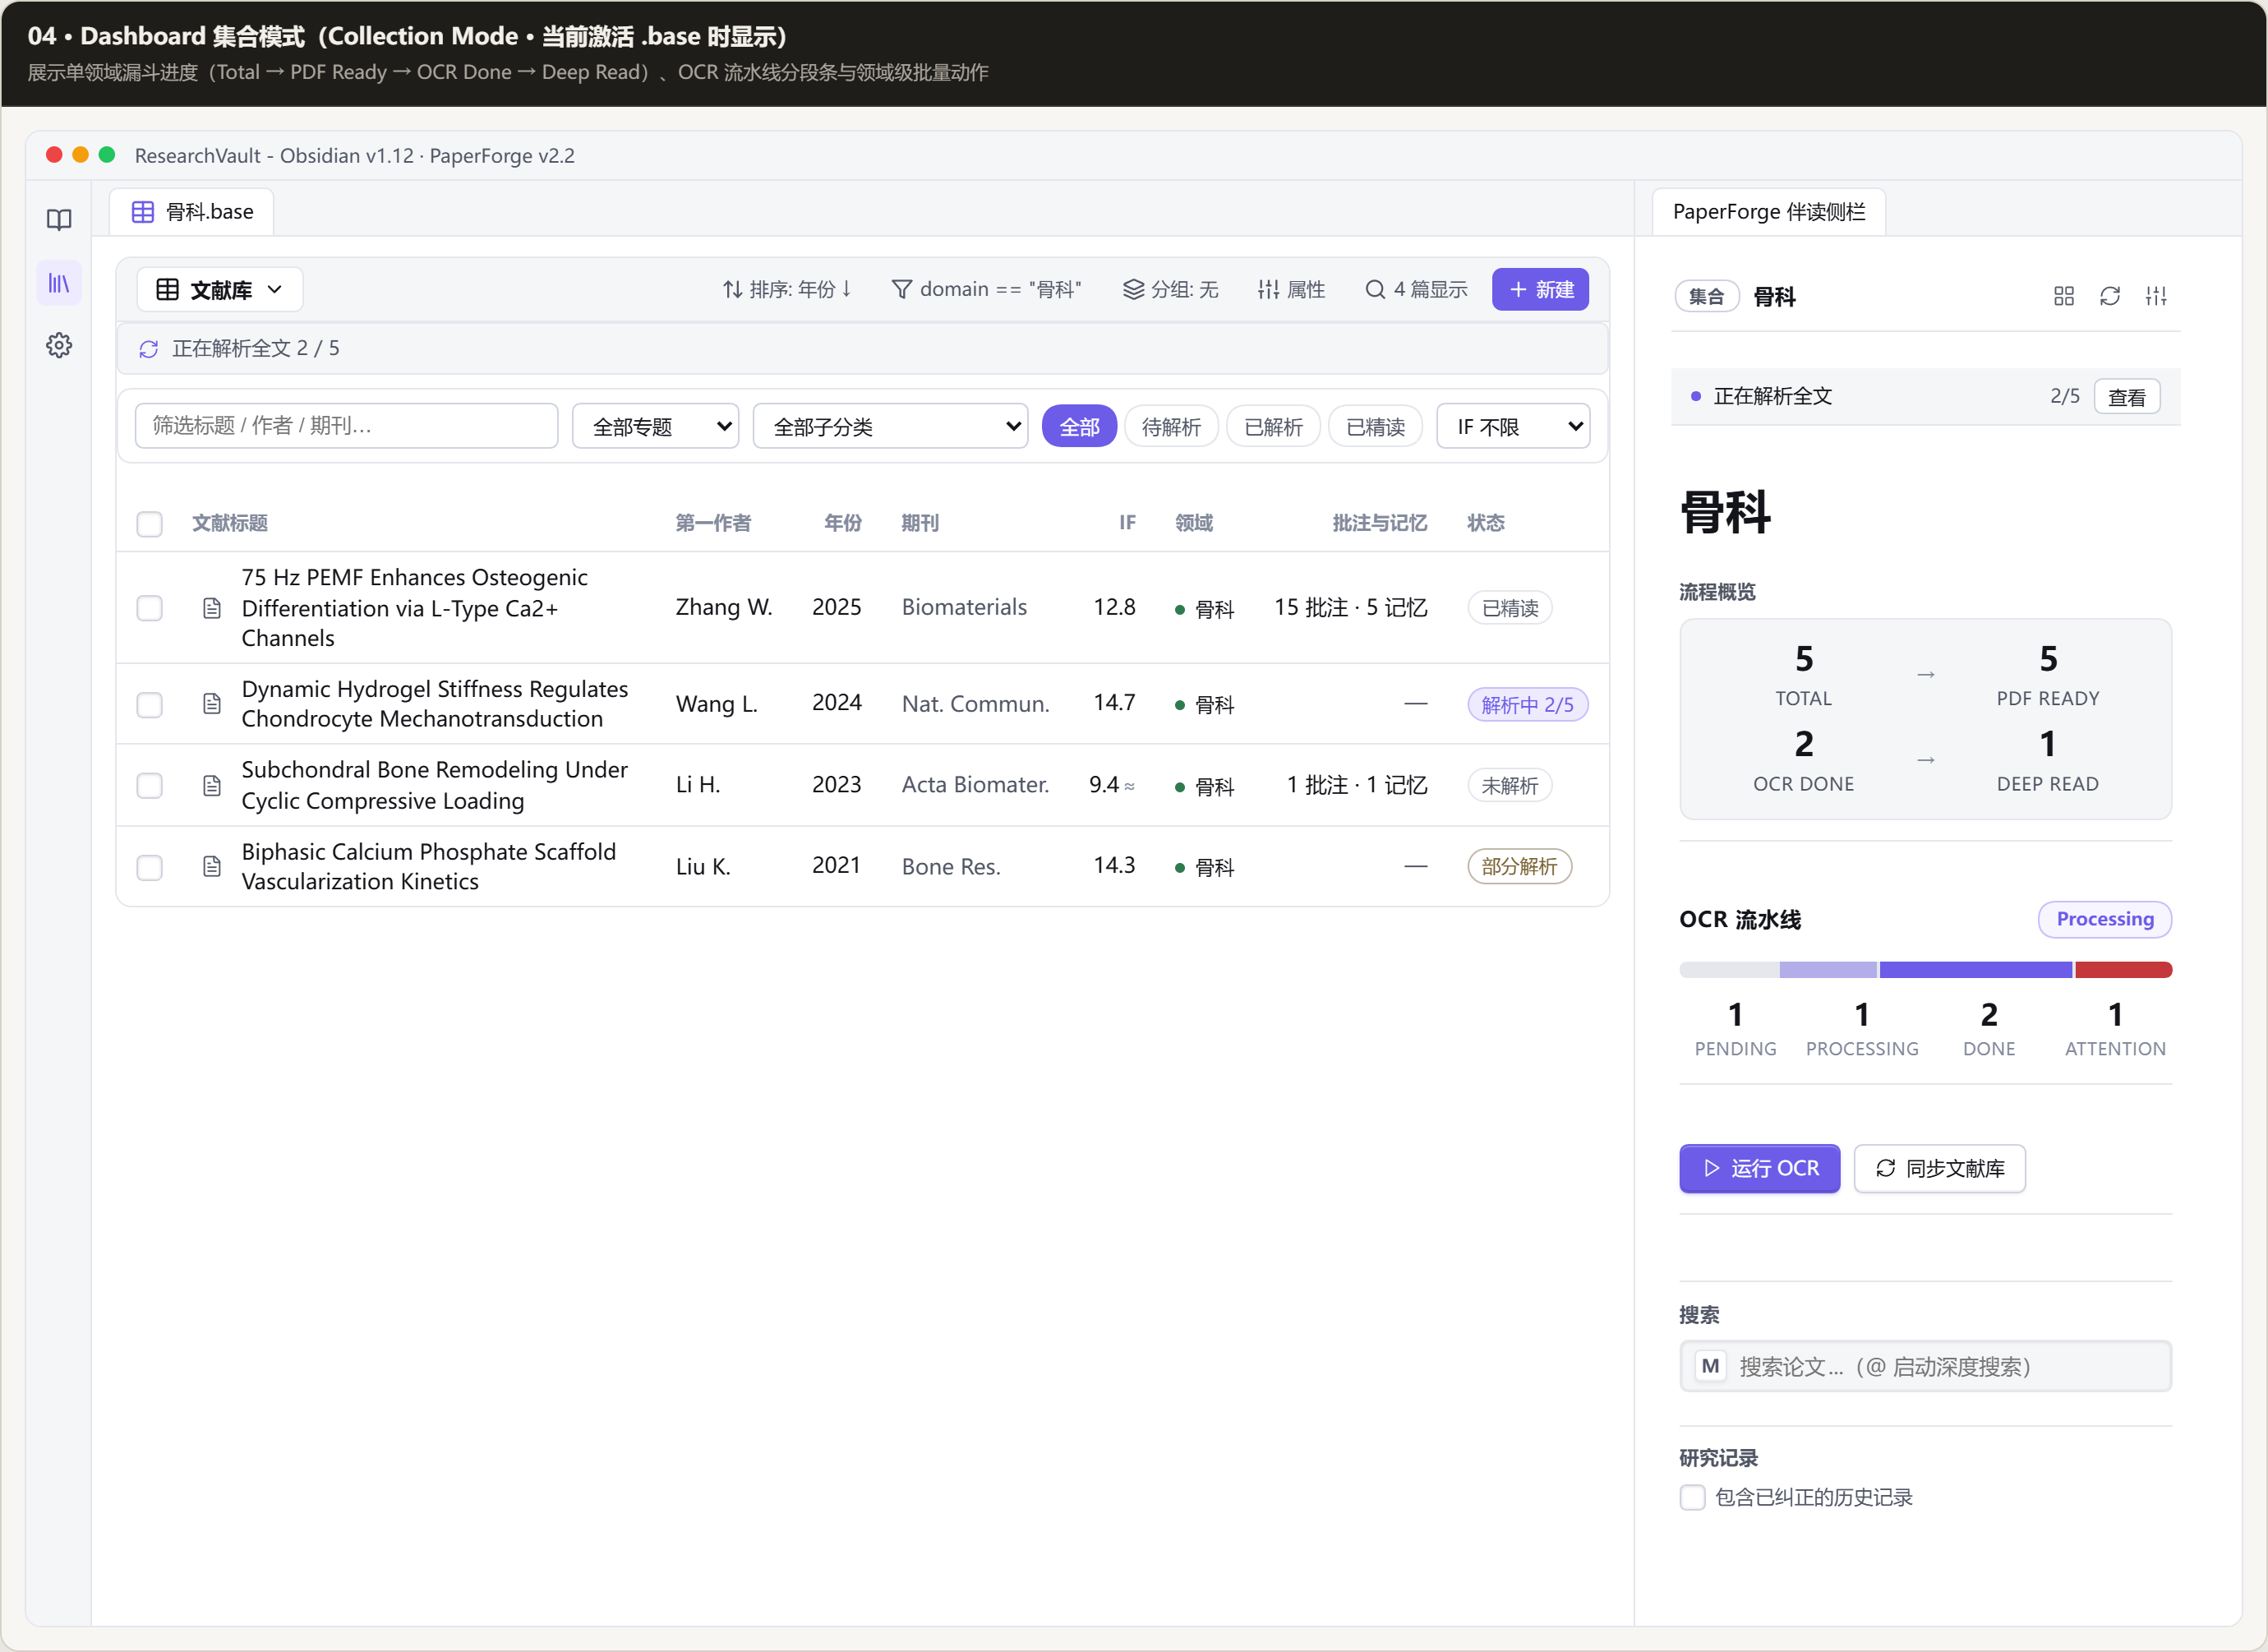 04 • Dashboard 集合模式（Collection Mode • 当前激活 .base 时显示）
展示单领域漏斗进度（Total → PDF Ready → OCR Done → Deep Read）、OCR 流水线分段条与领域级批量动作
ResearchVault - Obsidian v1.12 · PaperForge v2.2
骨科.base
文献库
排序: 年份 ↓
domain == "骨科"
分组: 无
属性
4 篇显示
新建
正在解析全文 2 / 5
筛选标题 / 作者 / 期刊…
全部专题
全部子分类
全部
待解析
已解析
已精读
IF 不限
文献标题 第一作者 年份 期刊 IF 领域 批注与记忆 状态
75 Hz PEMF Enhances Osteogenic
Differentiation via L-Type Ca2+
Channels
Zhang W. 2025 Biomaterials 12.8 骨科 15 批注 · 5 记忆 已精读
Dynamic Hydrogel Stiffness Regulates
Chondrocyte Mechanotransduction
Wang L. 2024 Nat. Commun. 14.7 骨科 — 解析中 2/5
Subchondral Bone Remodeling Under
Cyclic Compressive Loading
Li H. 2023 Acta Biomater. 9.4 ≈ 骨科 1 批注 · 1 记忆 未解析
Biphasic Calcium Phosphate Scaffold
Vascularization Kinetics
Liu K. 2021 Bone Res. 14.3 骨科 — 部分解析
PaperForge 伴读侧栏
集合 骨科
正在解析全文 2/5 查看
骨科
流程概览
5 → 5
TOTAL PDF READY
2 → 1
OCR DONE DEEP READ
OCR 流水线 Processing
1 1 2 1
PENDING PROCESSING DONE ATTENTION
运行 OCR
同步文献库
搜索
M 搜索论文...（@ 启动深度搜索）
研究记录
包含已纠正的历史记录